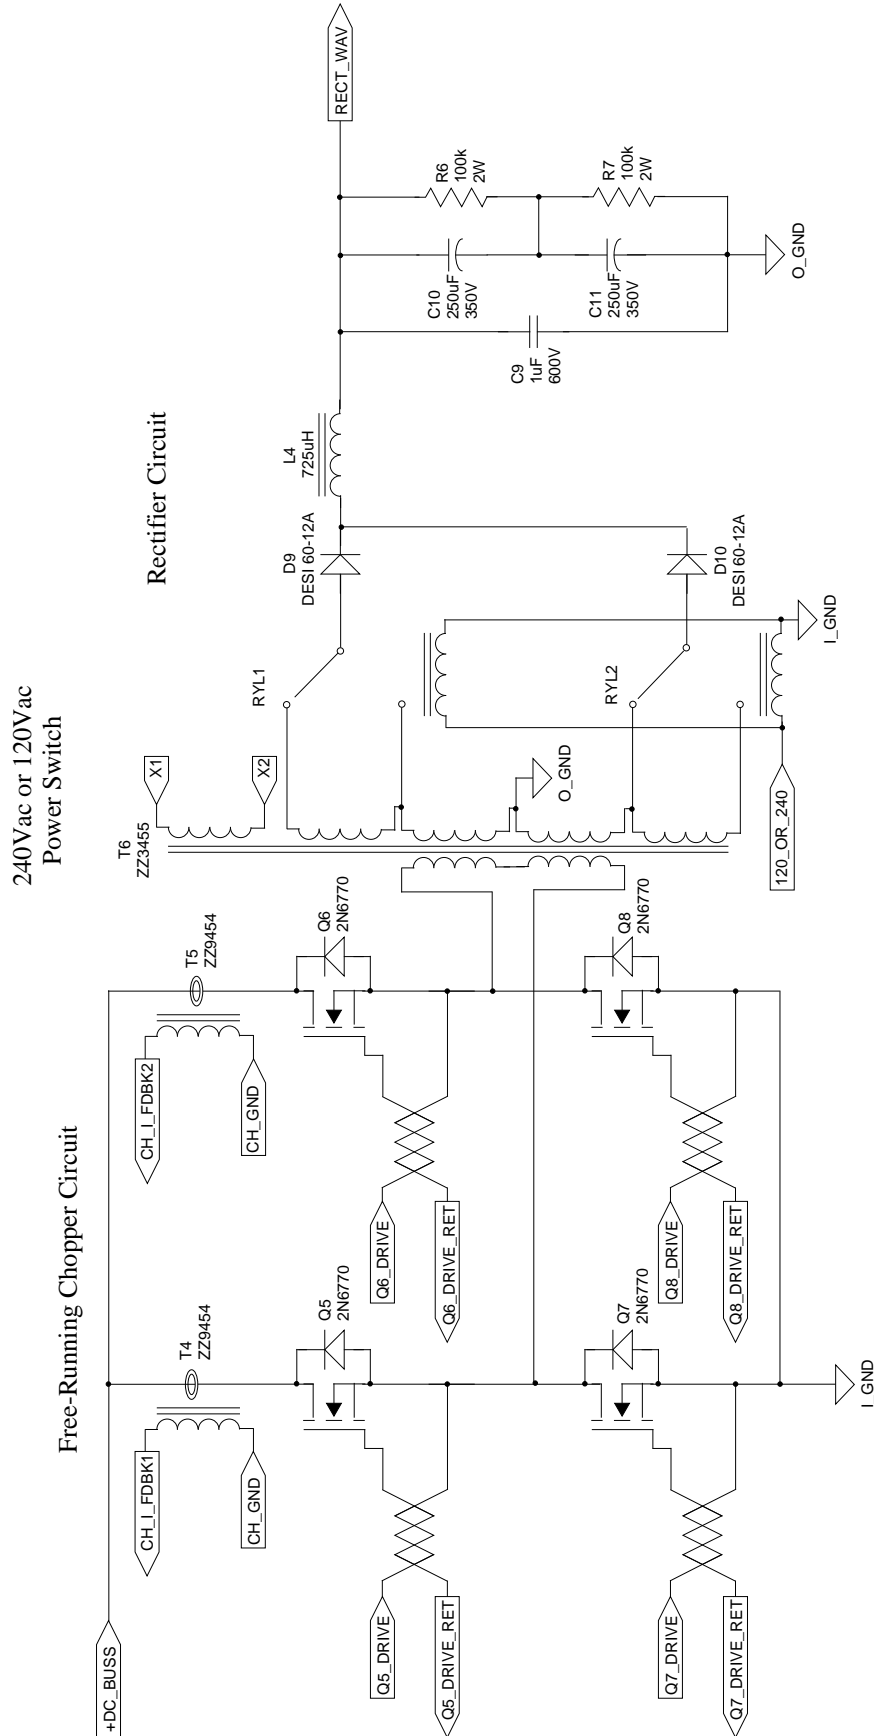 240Vac or 120Vac
Power Switch
Free-Running Chopper Circuit
Rectifier Circuit
+DC_BUSS
CH_I_FDBK1
CH_GND
T4
ZZ9454
CH_I_FDBK2
CH_GND
T5
ZZ9454
Q5_DRIVE
Q5_DRIVE_RET
Q5
2N6770
Q6_DRIVE
Q6_DRIVE_RET
Q6
2N6770
Q7_DRIVE
Q7_DRIVE_RET
Q7
2N6770
Q8_DRIVE
Q8_DRIVE_RET
Q8
2N6770
I_GND
T6
ZZ3455
X1
X2
O_GND
120_OR_240
RYL1
RYL2
I_GND
D9
DESI 60-12A
D10
DESI 60-12A
L4
725uH
C9
1uF
600V
C10
250uF
350V
C11
250uF
350V
R6
100k
2W
R7
100k
2W
O_GND
RECT_WAV